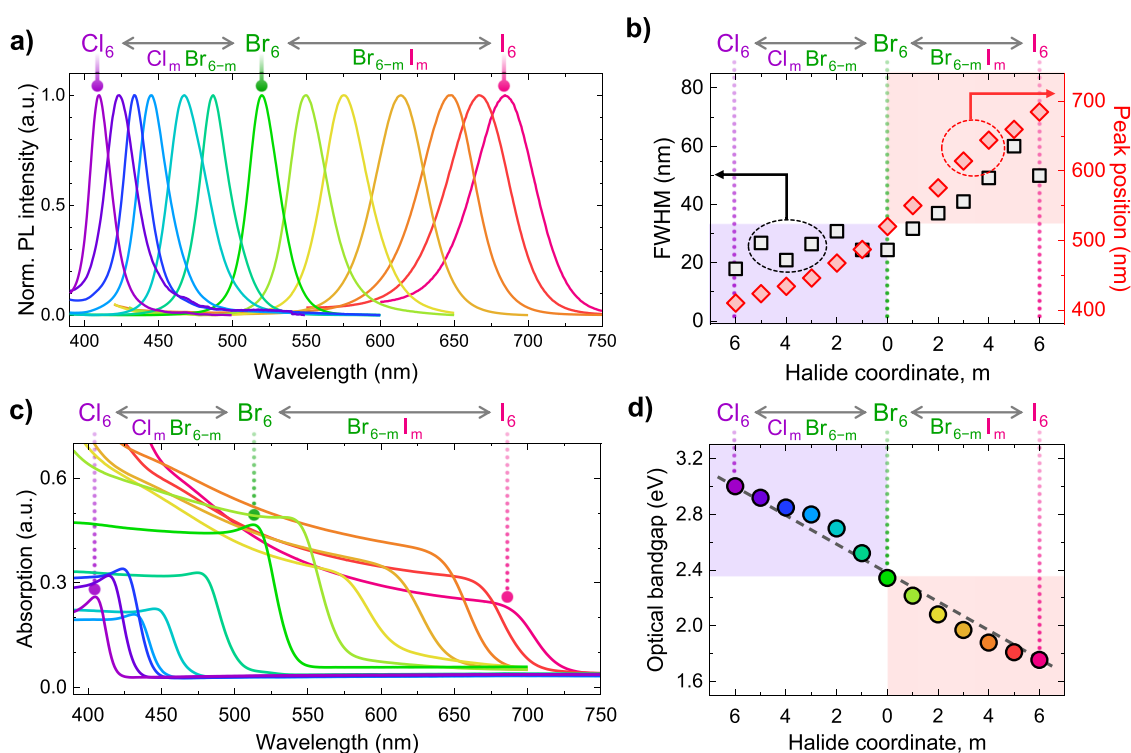 a)
Cl6 Br6 I6
ClmBr6−m Br6−mIm
1.0
0.5
0.0
Norm. PL intensity (a.u.)
400 450 500 550 600 650 700 750
Wavelength (nm)
b)
Cl6 Br6 I6
ClmBr6−m Br6−mIm
80
60
40
20
0
FWHM (nm)
700
600
500
400
Peak position (nm)
6 4 2 0 2 4 6
Halide coordinate, m
c)
Cl6 Br6 I6
ClmBr6−m Br6−mIm
0.6
0.3
0.0
Absorption (a.u.)
400 450 500 550 600 650 700 750
Wavelength (nm)
d)
Cl6 Br6 I6
ClmBr6−m Br6−mIm
3.2
2.8
2.4
2.0
1.6
Optical bandgap (eV)
6 4 2 0 2 4 6
Halide coordinate, m